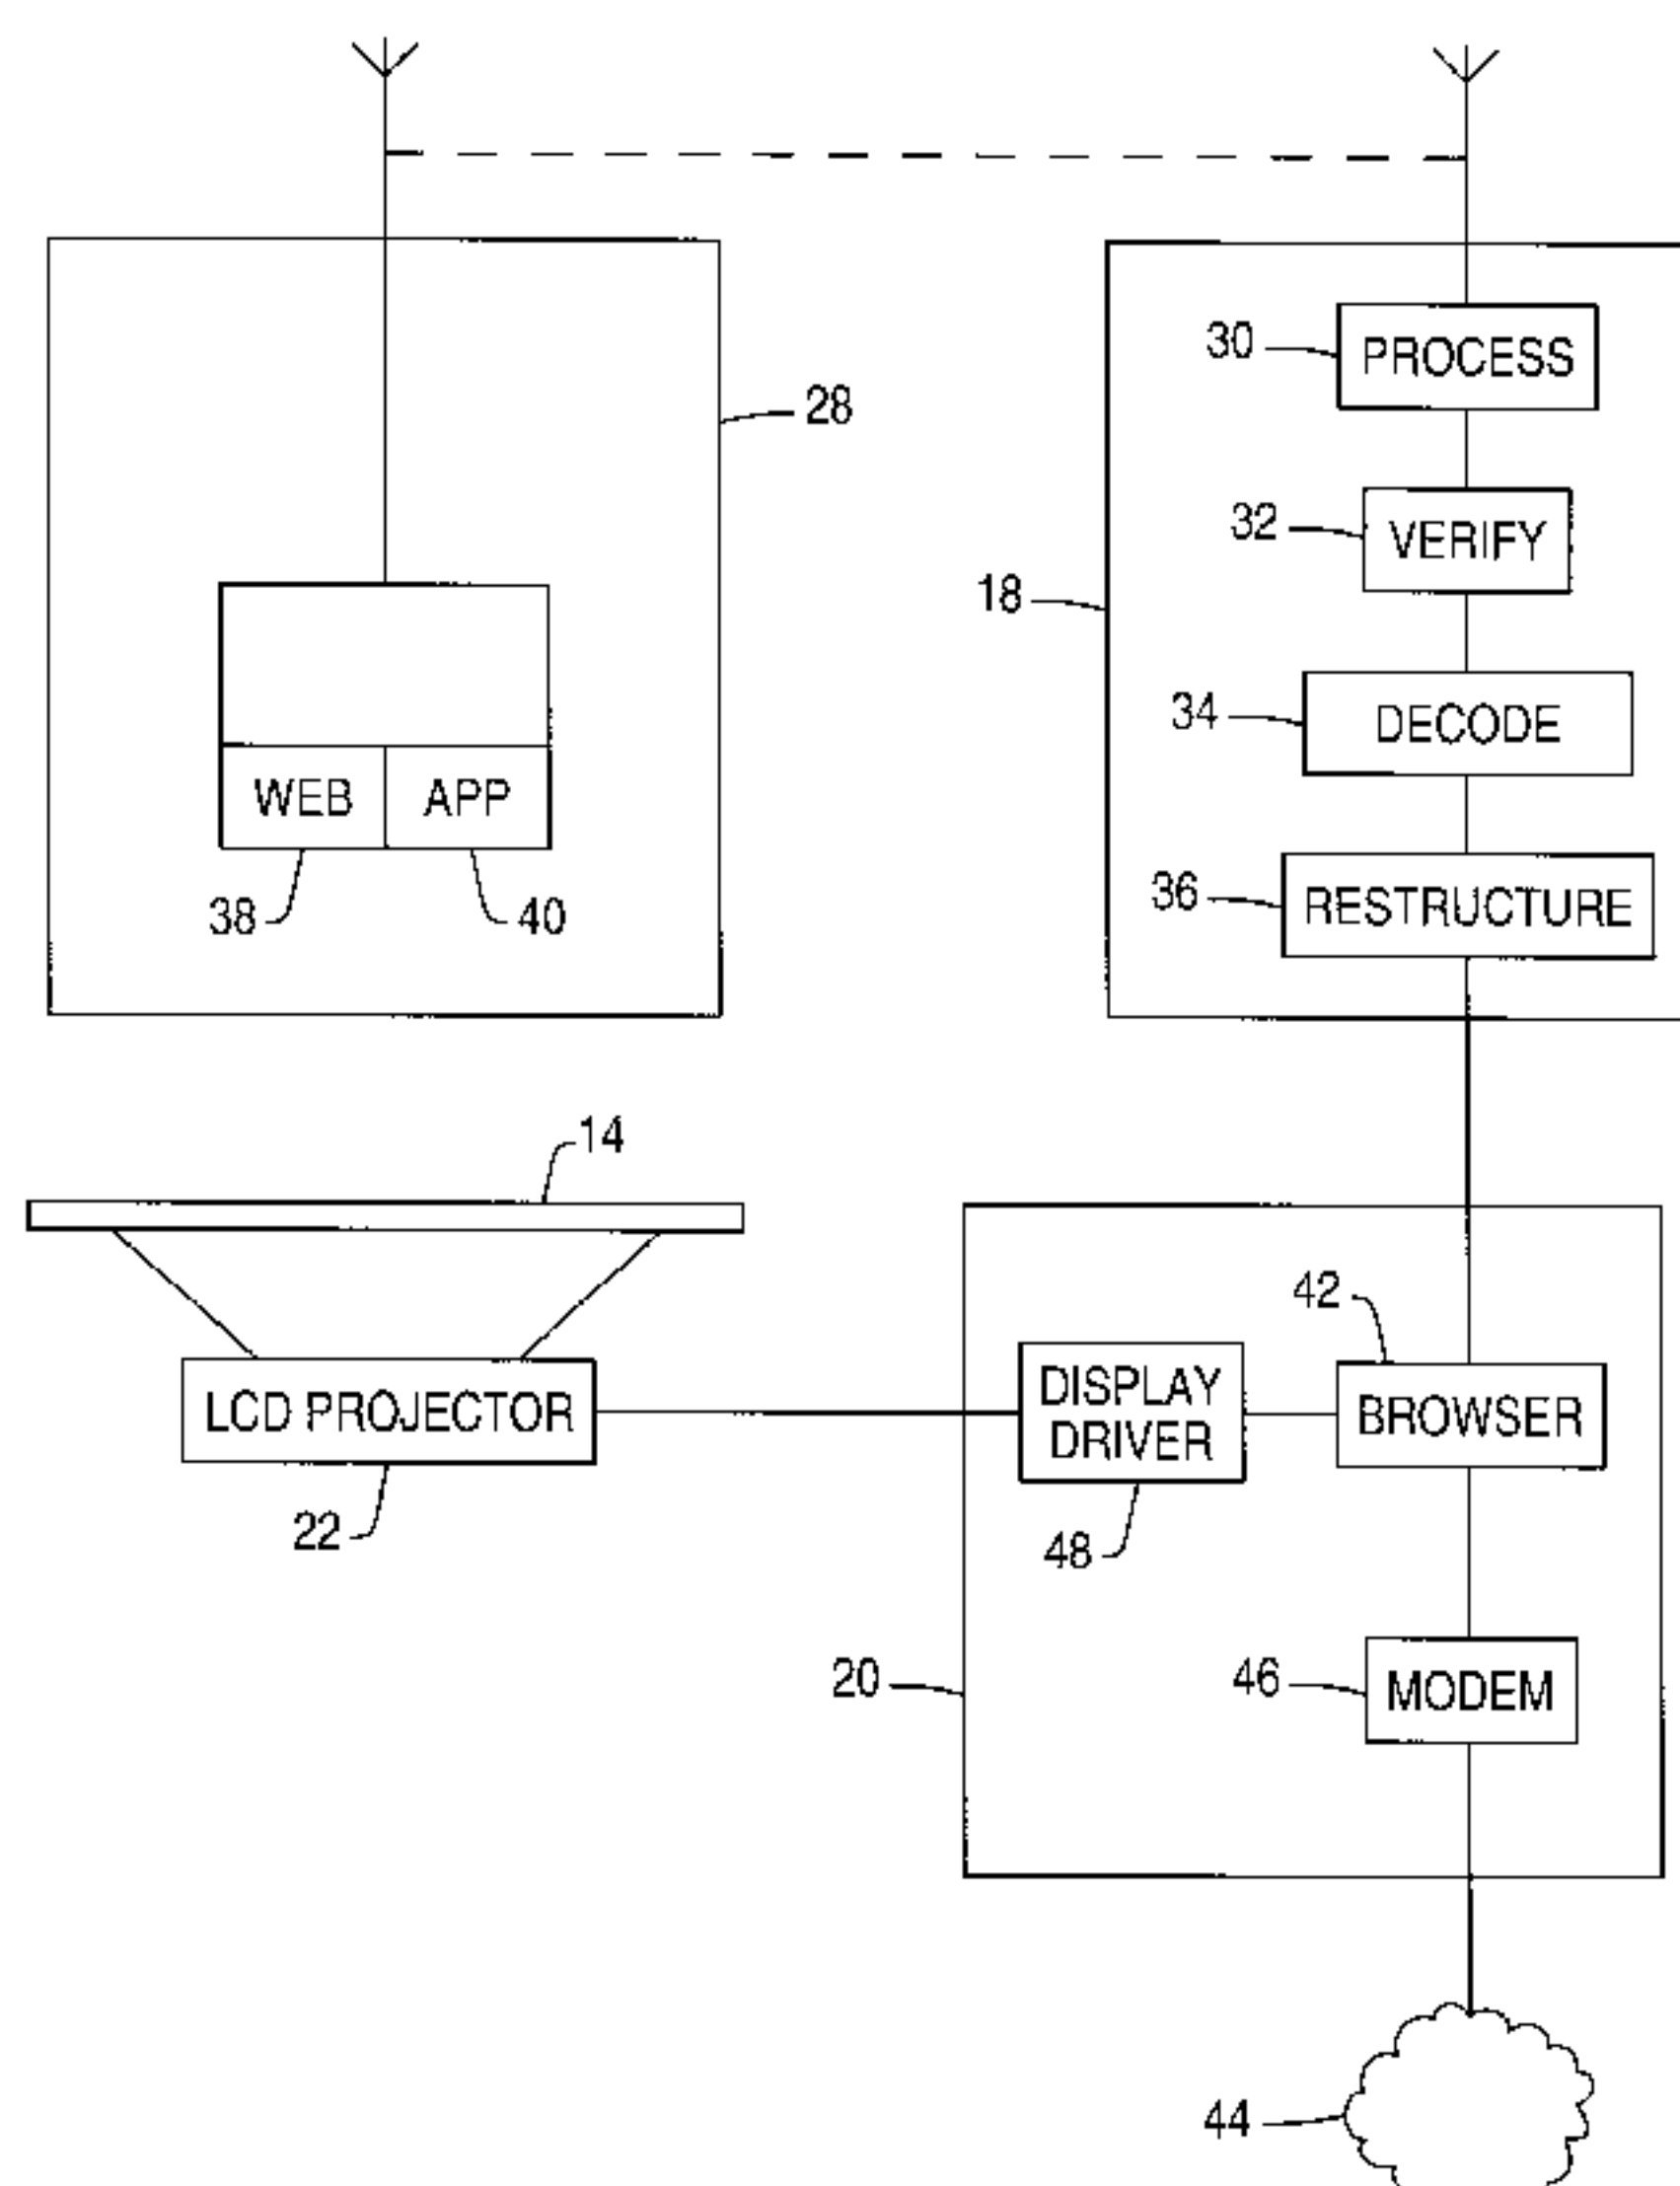 30
PROCESS
28
32
VERIFY
18
34
DECODE
WEB
APP
36
RESTRUCTURE
38
40
14
42
LCD PROJECTOR
DISPLAY
DRIVER
BROWSER
22
48
20
46
MODEM
44